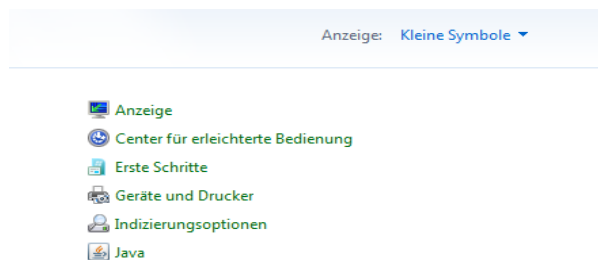 Anzeige: Kleine Symbole
Anzeige
Center für erleichterte Bedienung
Erste Schritte
Geräte und Drucker
Indizierungsoptionen
Java